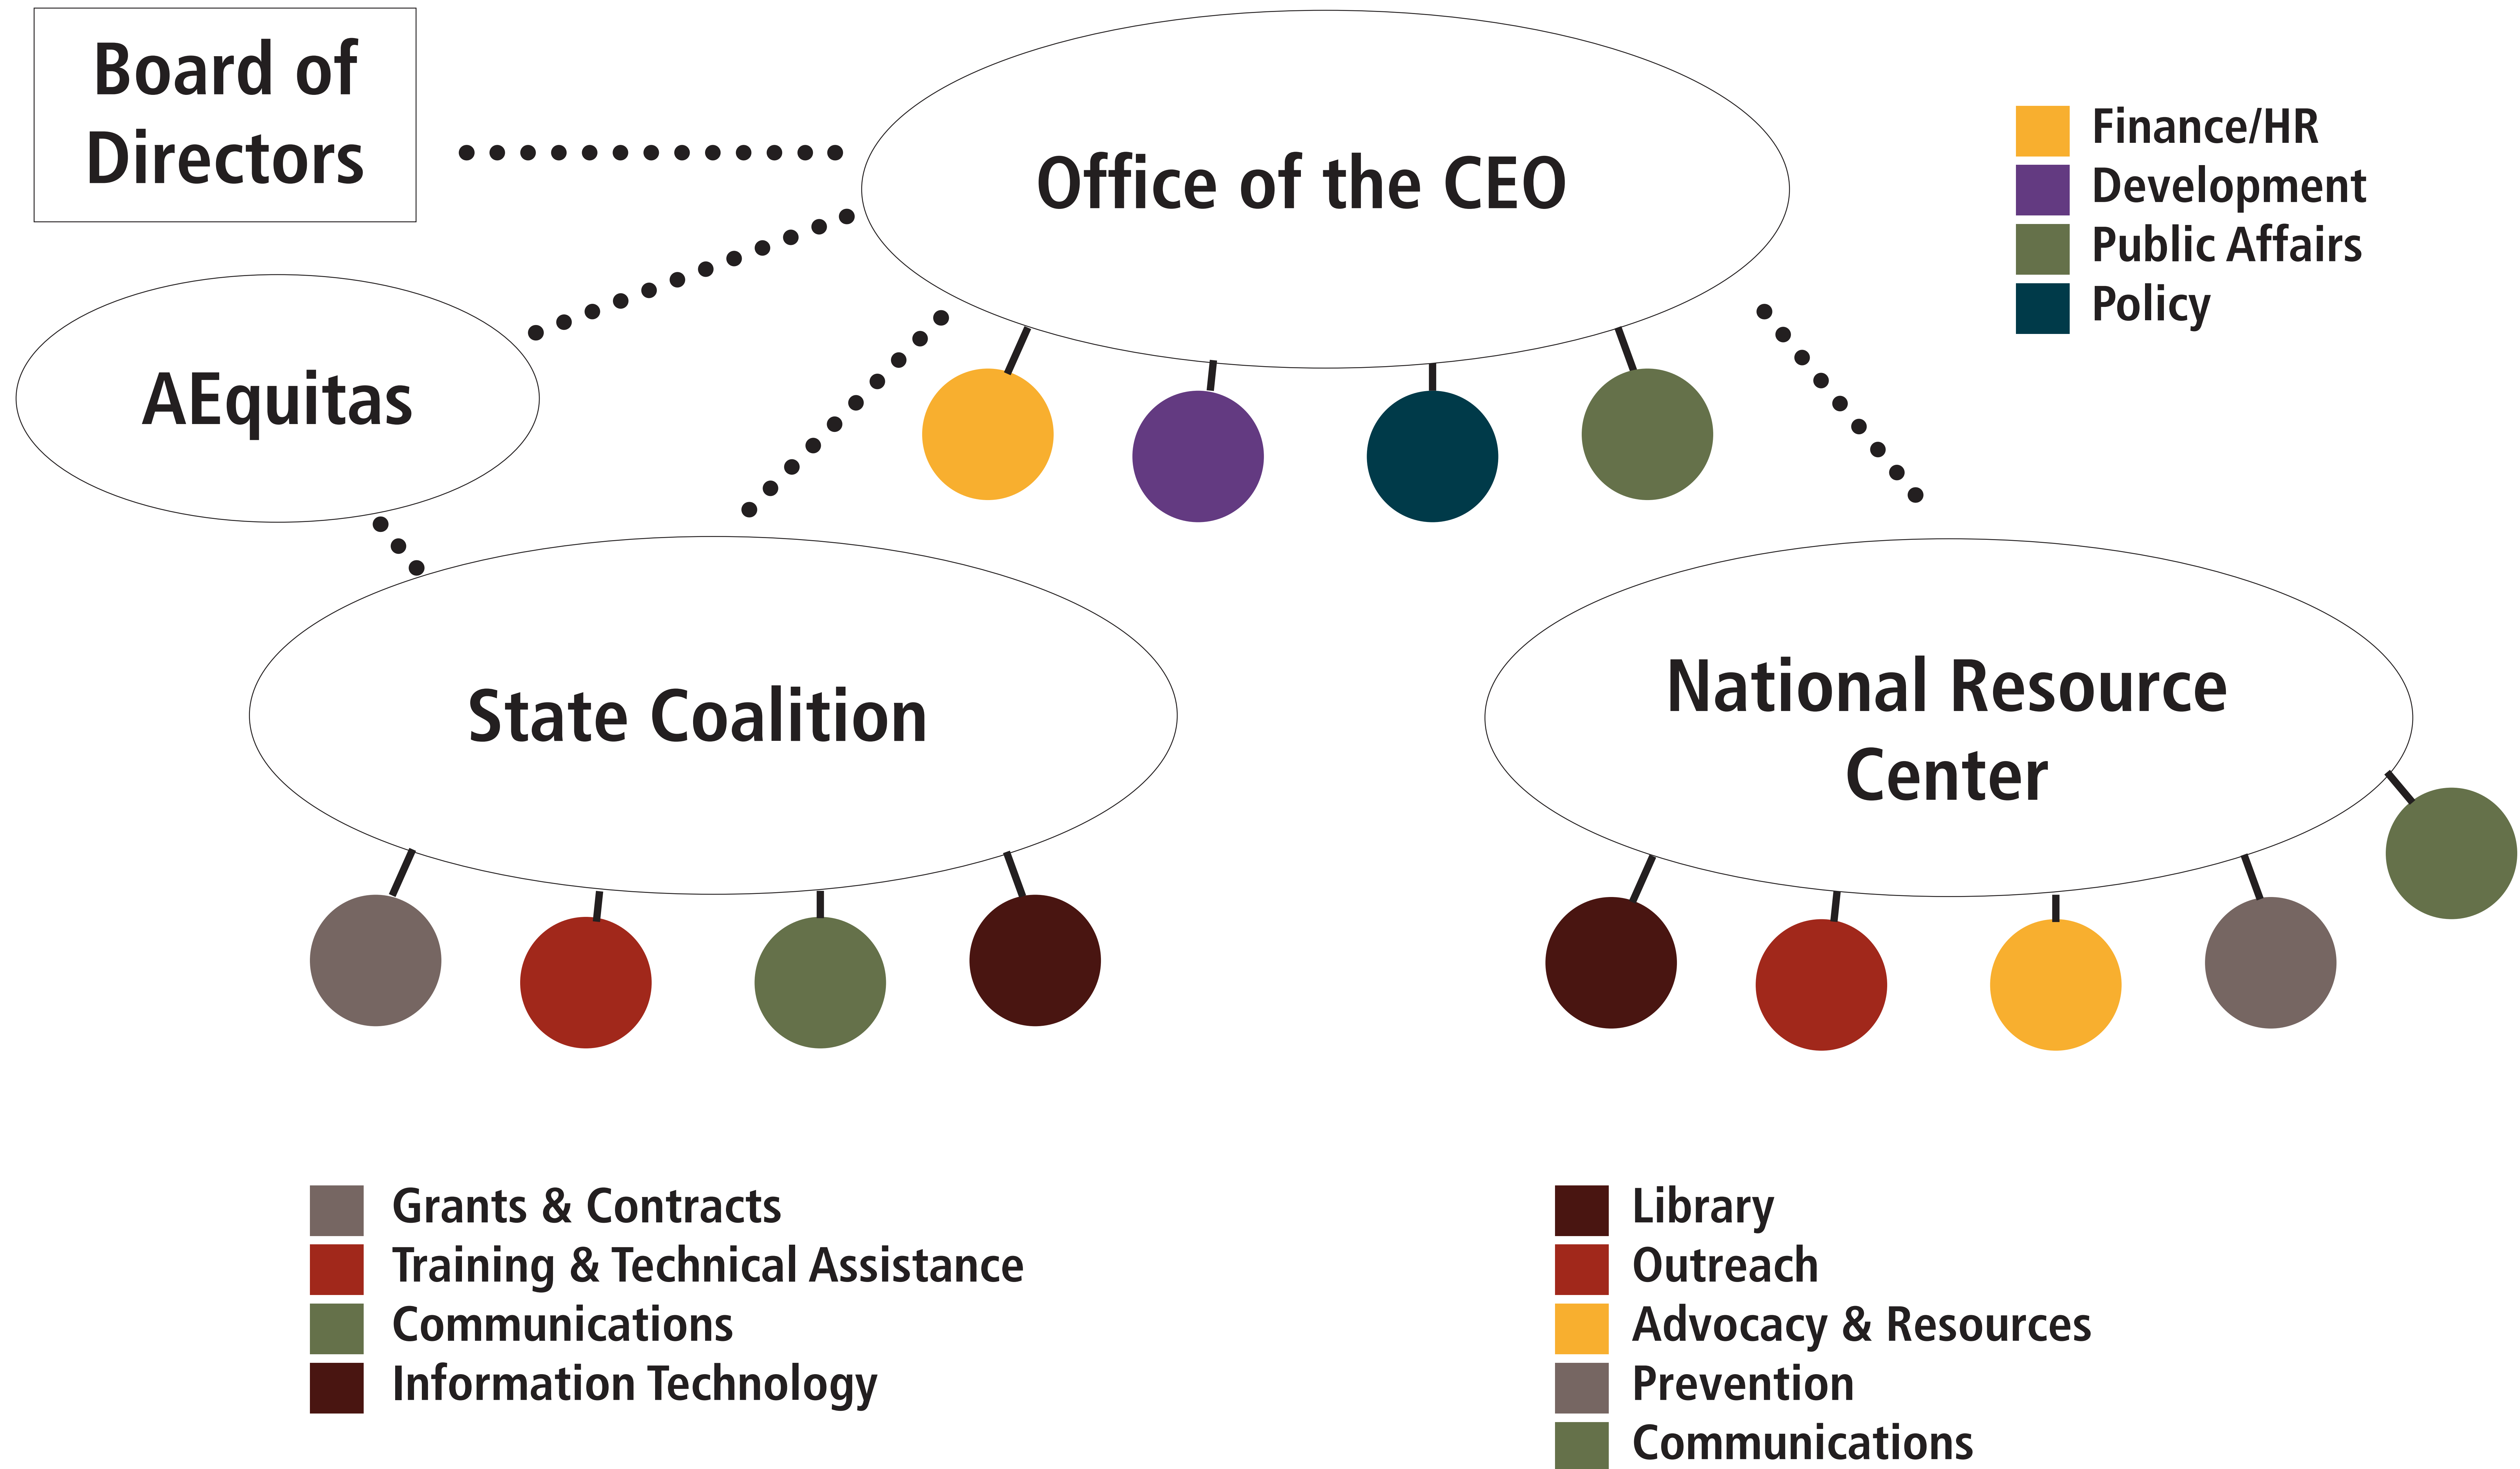 Board of
Directors
Office of the CEO
Finance/HR
Development
Public Affairs
Policy
AEquitas
State Coalition
National Resource
Center
Grants & Contracts
Training & Technical Assistance
Communications
Information Technology
Library
Outreach
Advocacy & Resources
Prevention
Communications